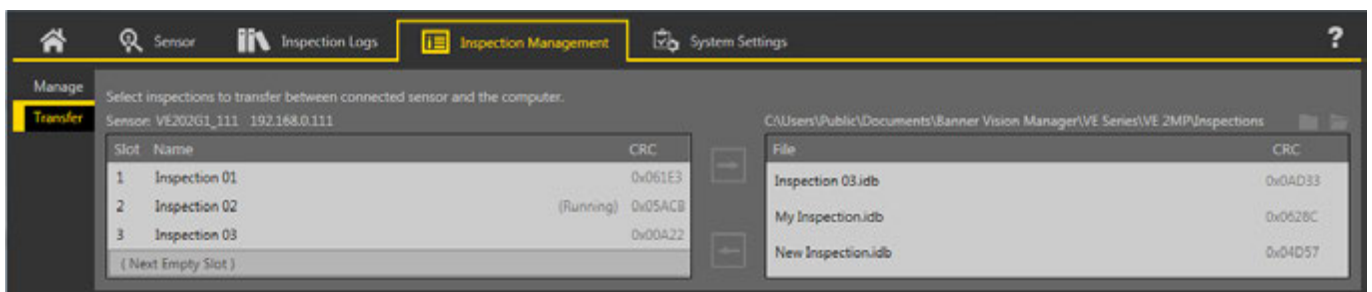 Sensor Inspection Logs Inspection Management System Settings ?
Manage
Transfer
Select inspections to transfer between connected sensor and the computer.
Sensor: VE202G1_111 192.168.0.111
C:\Users\Public\Documents\Banner Vision Manager\VE Series\VE 2MP\Inspections
Slot Name CRC
1 Inspection 01 0x061E3
2 Inspection 02 (Running) 0x05ACB
3 Inspection 03 0x00A22
( Next Empty Slot )
File CRC
Inspection 03.idb 0x0AD33
My Inspection.idb 0x0628C
New Inspection.idb 0x04D57